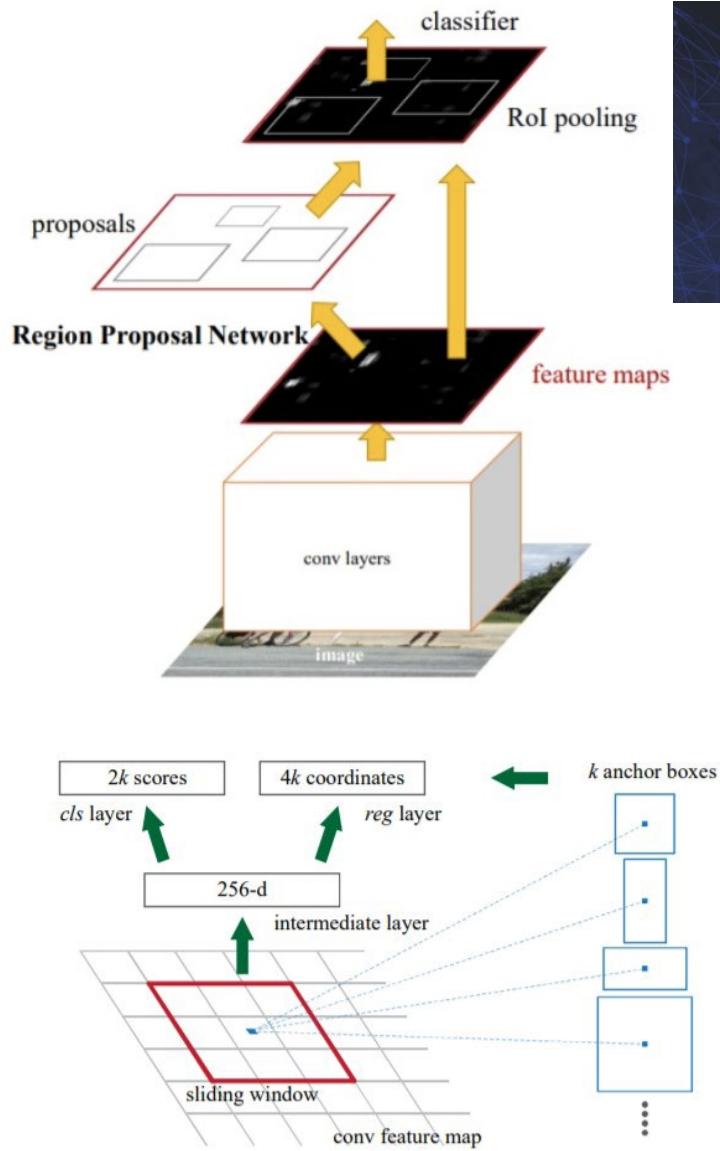 classifier
RoI pooling
proposals
Region Proposal Network
feature maps
conv layers
image
2k scores
4k coordinates
k anchor boxes
cls layer
reg layer
256-d
intermediate layer
sliding window
conv feature map